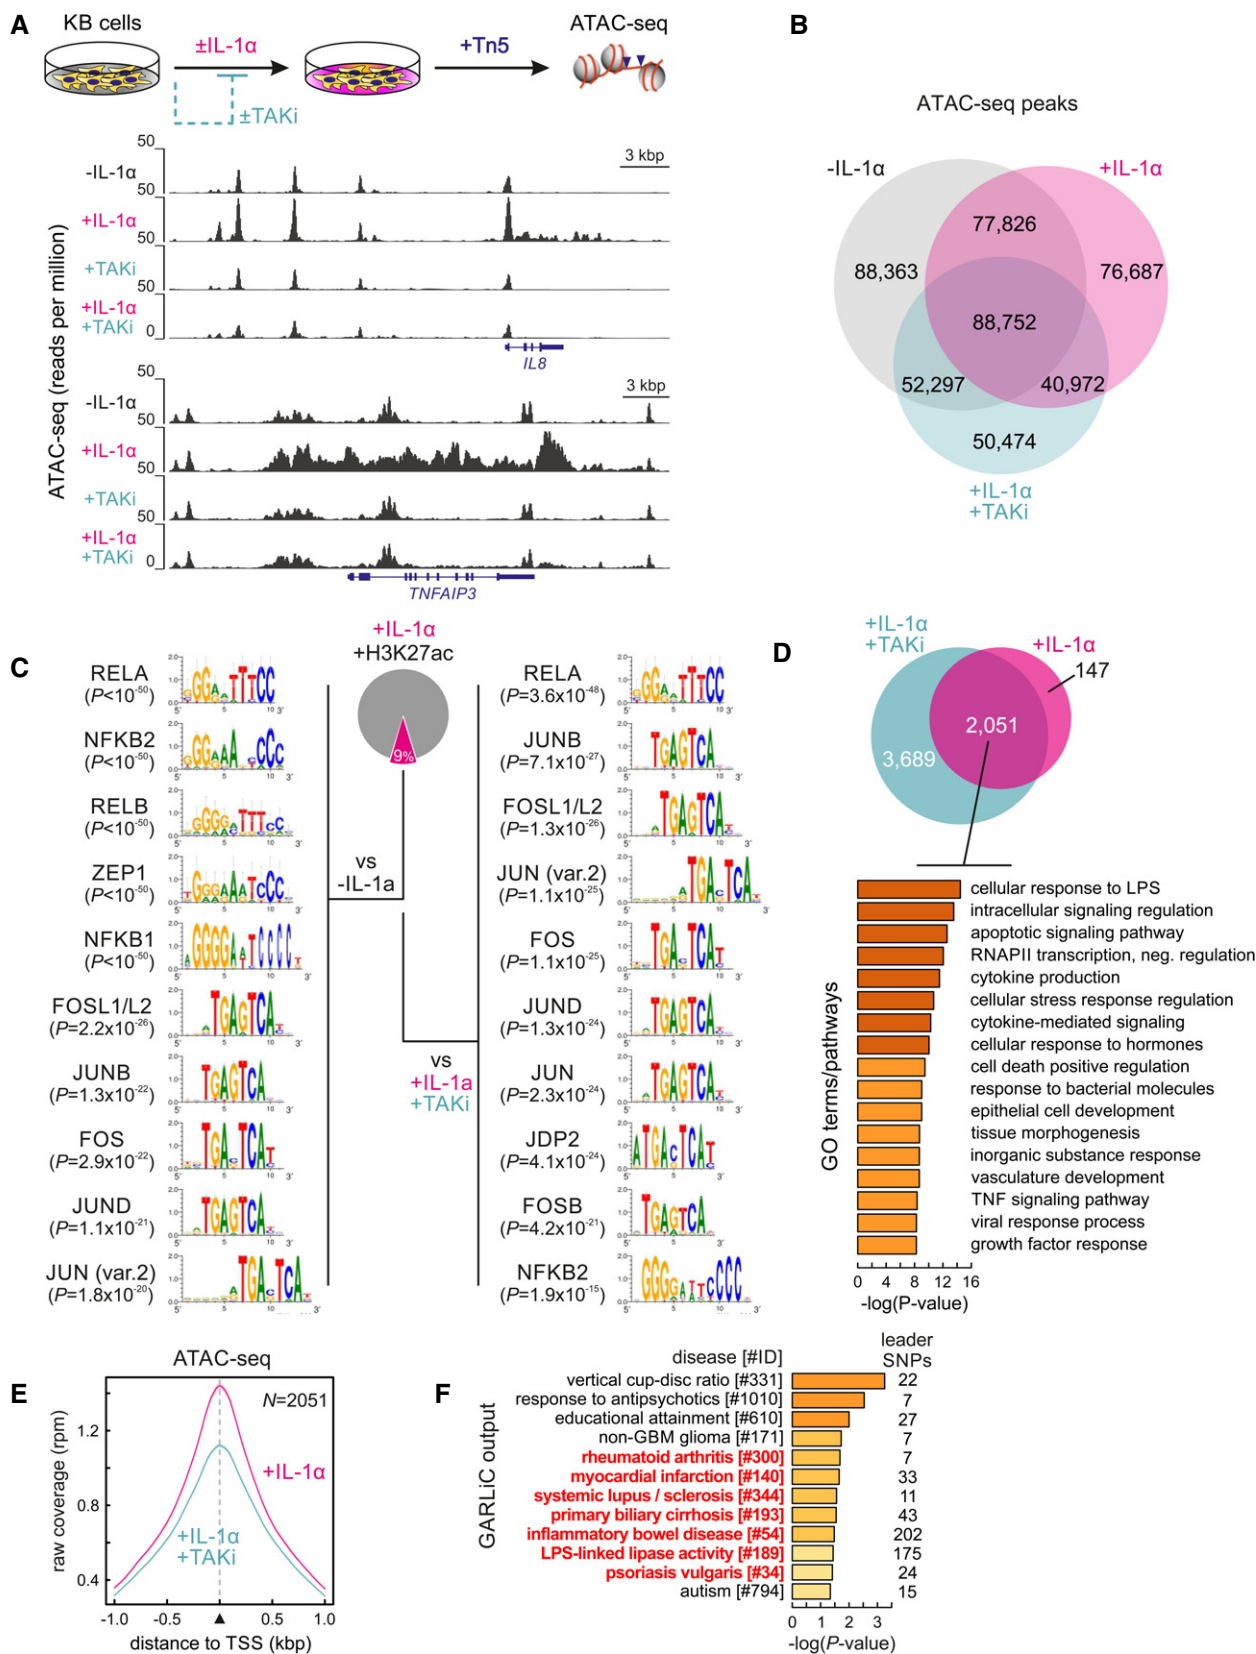 A
KB cells
±IL-1α
±TAKi
+Tn5
ATAC-seq
ATAC-seq (reads per million)
50
3 kbp
-IL-1α
50
+IL-1α
50
+TAKi
50
+IL-1α
+TAKi
0
IL8
50
3 kbp
-IL-1α
50
+IL-1α
50
+TAKi
50
+IL-1α
+TAKi
0
TNFAIP3
B
ATAC-seq peaks
-IL-1α
+IL-1α
77,826
88,363
76,687
88,752
52,297
40,972
50,474
+IL-1α
+TAKi
C
+IL-1α
+H3K27ac
9%
vs
-IL-1a
vs
+IL-1a
+TAKi
RELA
(P<10-50)
NFKB2
(P<10-50)
RELB
(P<10-50)
ZEP1
(P<10-50)
NFKB1
(P<10-50)
FOSL1/L2
(P=2.2x10-26)
JUNB
(P=1.3x10-22)
FOS
(P=2.9x10-22)
JUND
(P=1.1x10-21)
JUN (var.2)
(P=1.8x10-20)
RELA
(P=3.6x10-48)
JUNB
(P=7.1x10-27)
FOSL1/L2
(P=1.3x10-26)
JUN (var.2)
(P=1.1x10-25)
FOS
(P=1.1x10-25)
JUND
(P=1.3x10-24)
JUN
(P=2.3x10-24)
JDP2
(P=4.1x10-24)
FOSB
(P=4.2x10-21)
NFKB2
(P=1.9x10-15)
D
+IL-1α
+TAKi
+IL-1α
147
2,051
3,689
GO terms/pathways
cellular response to LPS
intracellular signaling regulation
apoptotic signaling pathway
RNAPII transcription, neg. regulation
cytokine production
cellular stress response regulation
cytokine-mediated signaling
cellular response to hormones
cell death positive regulation
response to bacterial molecules
epithelial cell development
tissue morphogenesis
inorganic substance response
vasculature development
TNF signaling pathway
viral response process
growth factor response
0 4 8 12 16
-log(P-value)
E
ATAC-seq
N=2051
raw coverage (rpm)
1.2
0.8
0.4
+IL-1α
+IL-1α
+TAKi
-1.0 -0.5 ▲ 0.5 1.0
distance to TSS (kbp)
F
GARLiC output
disease [#ID]
leader
SNPs
vertical cup-disc ratio [#331] 22
response to antipsychotics [#1010] 7
educational attainment [#610] 27
non-GBM glioma [#171] 7
rheumatoid arthritis [#300] 7
myocardial infarction [#140] 33
systemic lupus / sclerosis [#344] 11
primary biliary cirrhosis [#193] 43
inflammatory bowel disease [#54] 202
LPS-linked lipase activity [#189] 175
psoriasis vulgaris [#34] 24
autism [#794] 15
0 1 2 3
-log(P-value)